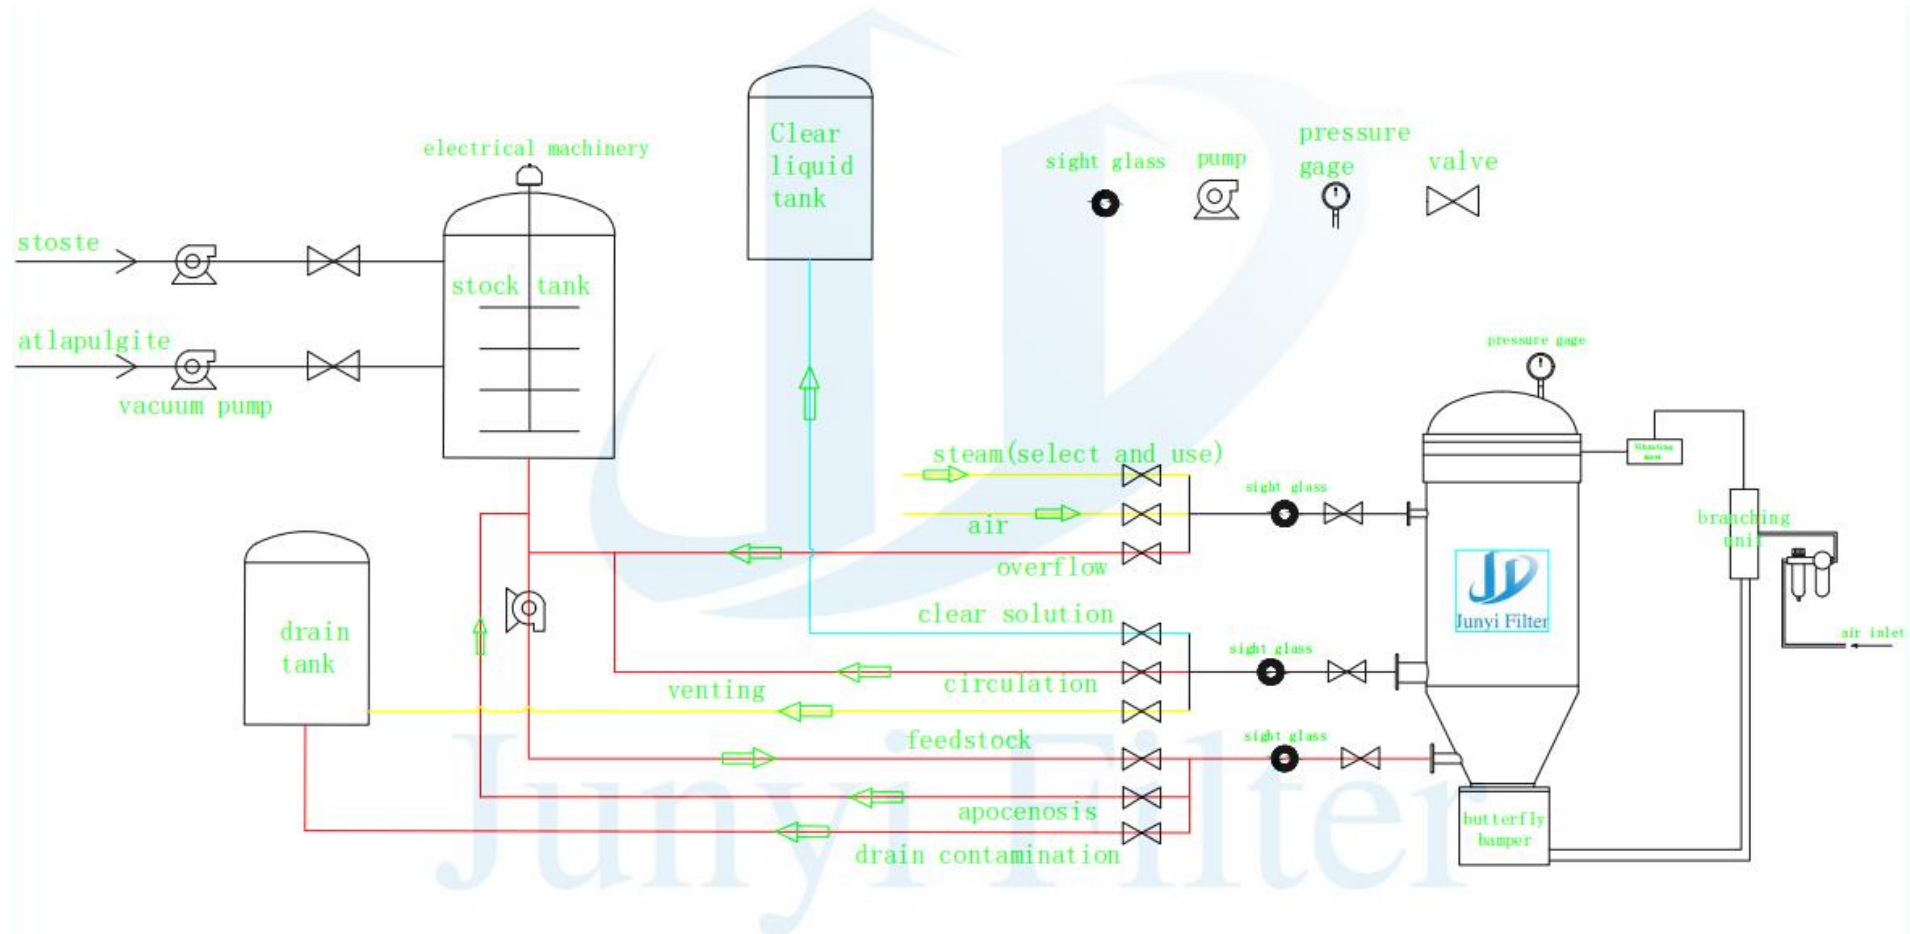 electrical machinery
Clear
liquid
tank
sight glass
pump
pressure
gage
valve
stoste
stock tank
atlapulgite
vacuum pump
pressure gage
steam(select and use)
sight glass
air
overflow
branching
unit
drain
tank
clear solution
Junyi Filter
air inlet
sight glass
venting
circulation
feedstock
sight glass
apocenosis
drain contamination
butterfly
bamper
Junyi Filter